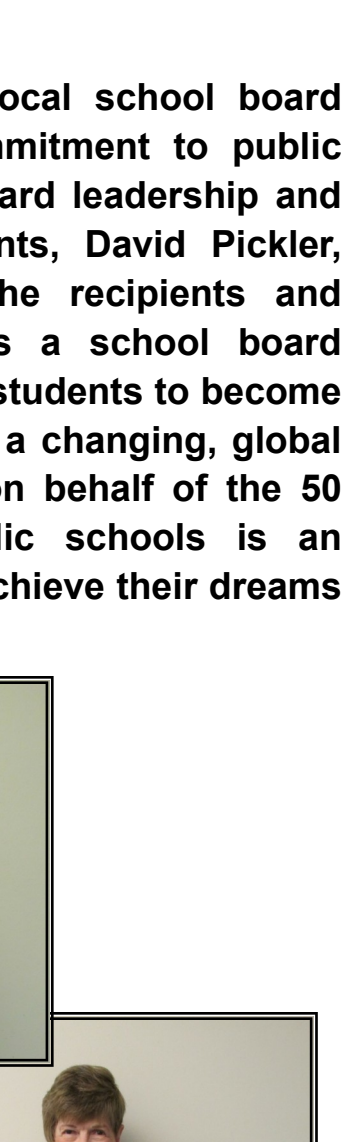 ocal school board
mitment to public
ard leadership and
nts, David Pickler,
he recipients and
s a school board
students to become
a changing, global
on behalf of the 50
lic schools is an
chieve their dreams